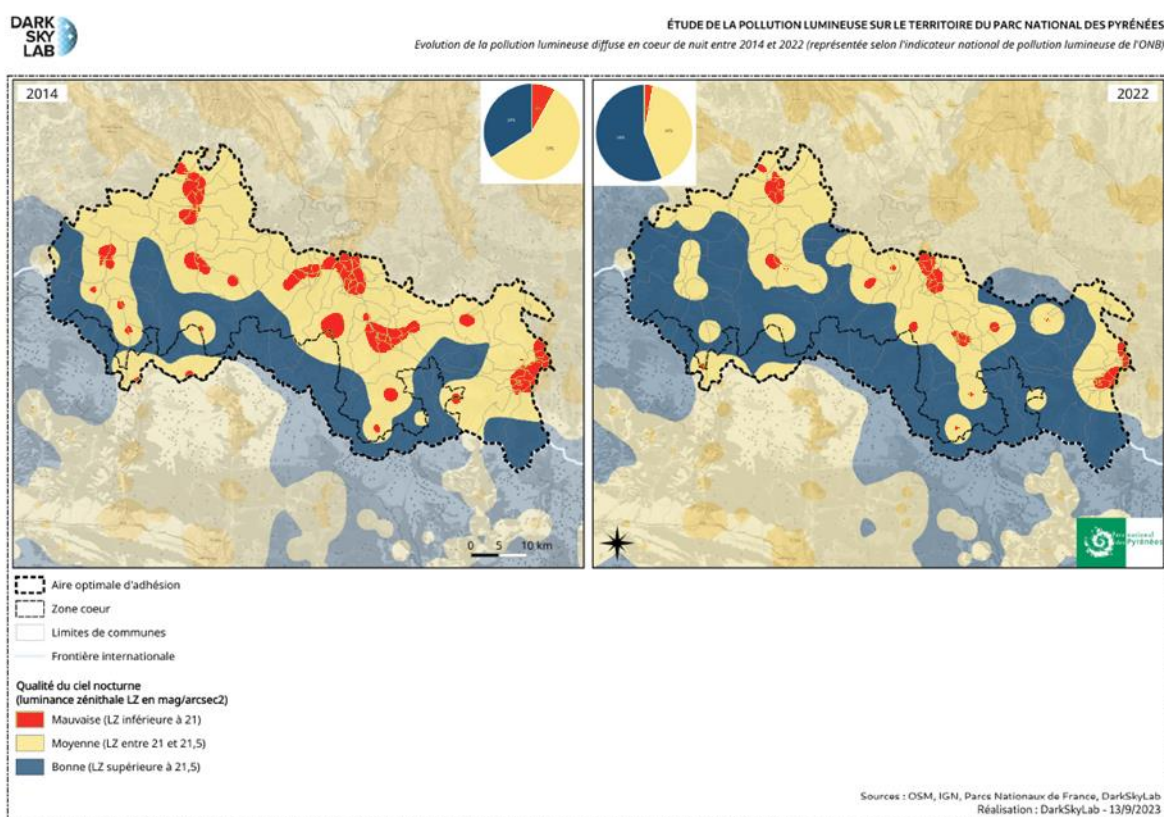 DARK
SKY
LAB
ÉTUDE DE LA POLLUTION LUMINEUSE SUR LE TERRITOIRE DU PARC NATIONAL DES PYRÉNÉES
Evolution de la pollution lumineuse diffuse en coeur de nuit entre 2014 et 2022 (représentée selon l'indicateur national de pollution lumineuse de l'ONB)
2014
2022
0 5 10 km
Parc national
des Pyrénées
Aire optimale d'adhésion
Zone coeur
Limites de communes
Frontière internationale
Qualité du ciel nocturne
(luminance zénithale LZ en mag/arcsec2)
Mauvaise (LZ inférieure à 21)
Moyenne (LZ entre 21 et 21,5)
Bonne (LZ supérieure à 21,5)
Sources : OSM, IGN, Parcs Nationaux de France, DarkSkyLab
Réalisation : DarkSkyLab - 13/9/2023